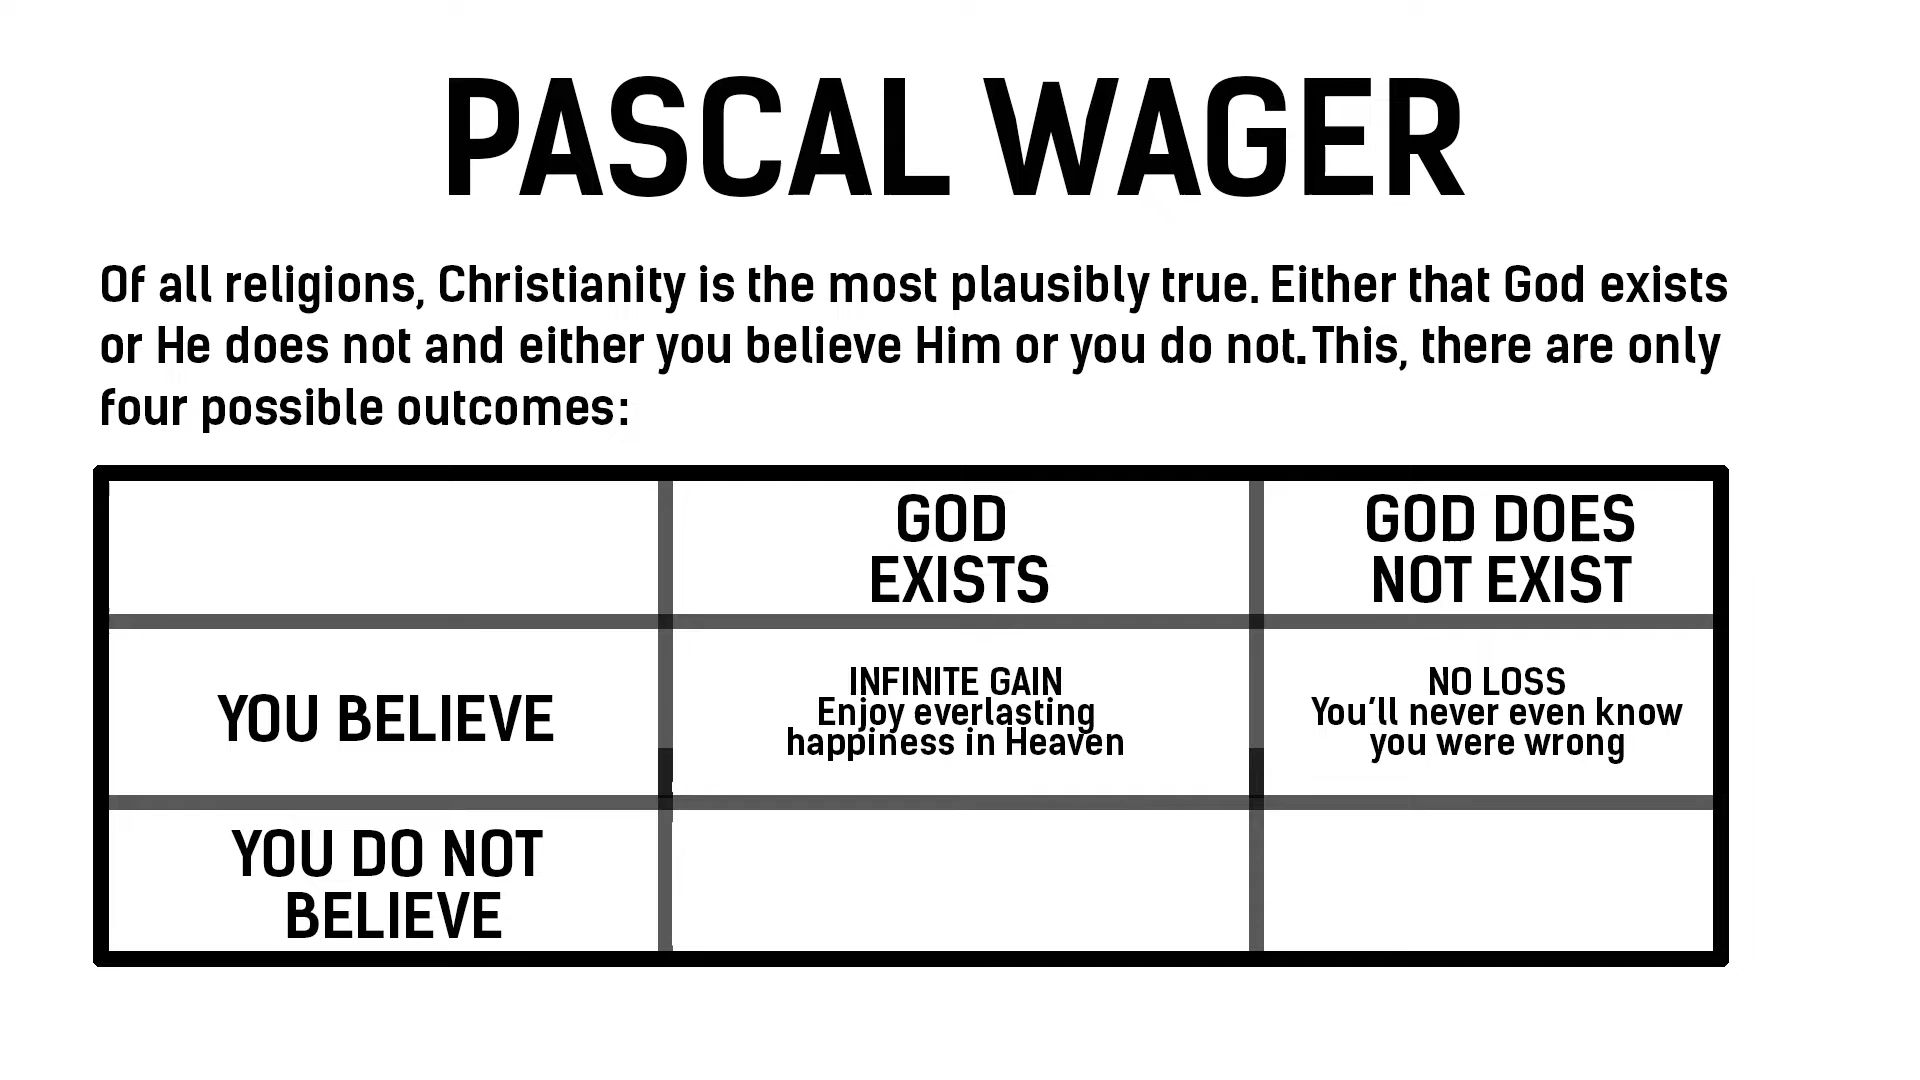 PASCAL WAGER
Of all religions, Christianity is the most plausibly true. Either that God exists
or He does not and either you believe Him or you do not. This, there are only
four possible outcomes:
GOD
EXISTS
GOD DOES
NOT EXIST
YOU BELIEVE
INFINITE GAIN
Enjoy everlasting
happiness in Heaven
NO LOSS
You'll never even know
you were wrong
YOU DO NOT
BELIEVE